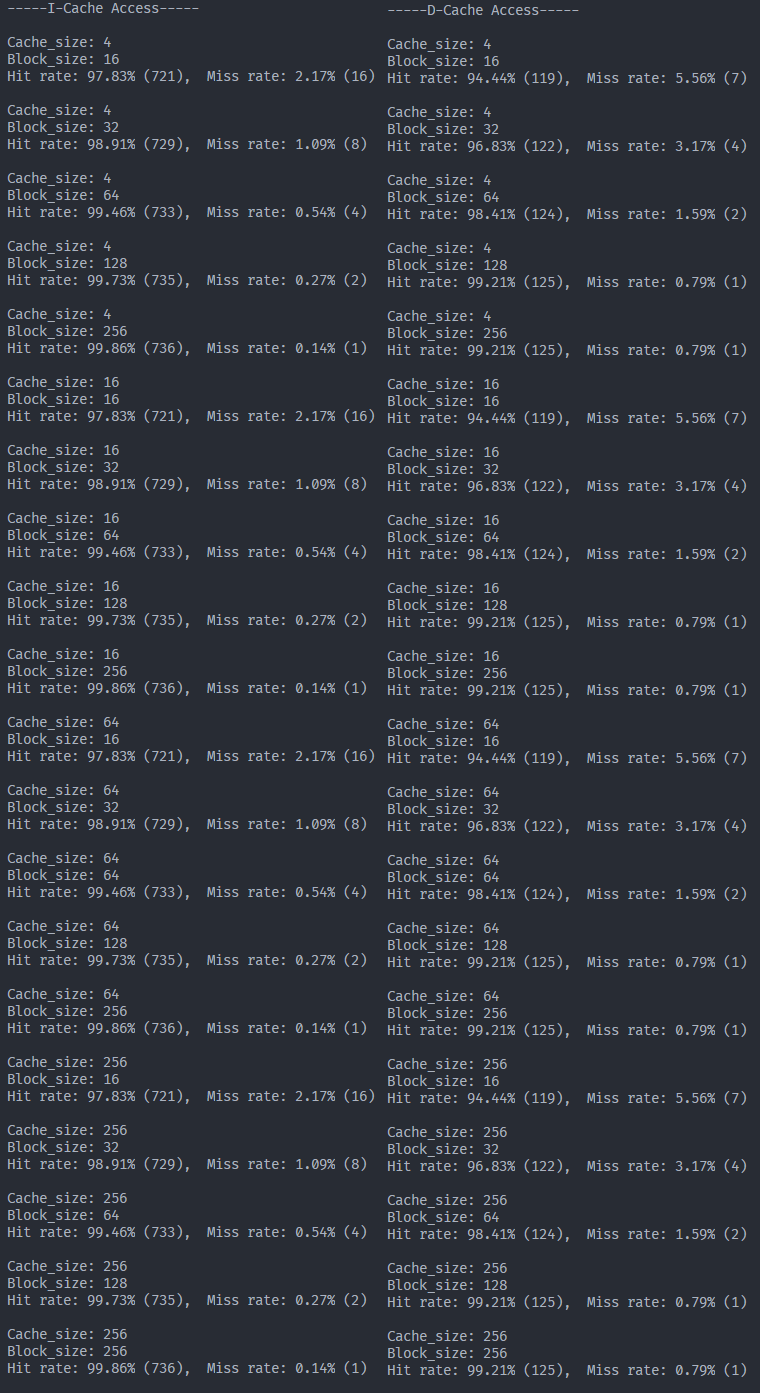 -----I-Cache Access-----

Cache_size: 4
Block_size: 16
Hit rate: 97.83% (721),  Miss rate: 2.17% (16)

Cache_size: 4
Block_size: 32
Hit rate: 98.91% (729),  Miss rate: 1.09% (8)

Cache_size: 4
Block_size: 64
Hit rate: 99.46% (733),  Miss rate: 0.54% (4)

Cache_size: 4
Block_size: 128
Hit rate: 99.73% (735),  Miss rate: 0.27% (2)

Cache_size: 4
Block_size: 256
Hit rate: 99.86% (736),  Miss rate: 0.14% (1)

Cache_size: 16
Block_size: 16
Hit rate: 97.83% (721),  Miss rate: 2.17% (16)

Cache_size: 16
Block_size: 32
Hit rate: 98.91% (729),  Miss rate: 1.09% (8)

Cache_size: 16
Block_size: 64
Hit rate: 99.46% (733),  Miss rate: 0.54% (4)

Cache_size: 16
Block_size: 128
Hit rate: 99.73% (735),  Miss rate: 0.27% (2)

Cache_size: 16
Block_size: 256
Hit rate: 99.86% (736),  Miss rate: 0.14% (1)

Cache_size: 64
Block_size: 16
Hit rate: 97.83% (721),  Miss rate: 2.17% (16)

Cache_size: 64
Block_size: 32
Hit rate: 98.91% (729),  Miss rate: 1.09% (8)

Cache_size: 64
Block_size: 64
Hit rate: 99.46% (733),  Miss rate: 0.54% (4)

Cache_size: 64
Block_size: 128
Hit rate: 99.73% (735),  Miss rate: 0.27% (2)

Cache_size: 64
Block_size: 256
Hit rate: 99.86% (736),  Miss rate: 0.14% (1)

Cache_size: 256
Block_size: 16
Hit rate: 97.83% (721),  Miss rate: 2.17% (16)

Cache_size: 256
Block_size: 32
Hit rate: 98.91% (729),  Miss rate: 1.09% (8)

Cache_size: 256
Block_size: 64
Hit rate: 99.46% (733),  Miss rate: 0.54% (4)

Cache_size: 256
Block_size: 128
Hit rate: 99.73% (735),  Miss rate: 0.27% (2)

Cache_size: 256
Block_size: 256
Hit rate: 99.86% (736),  Miss rate: 0.14% (1)

-----D-Cache Access-----

Cache_size: 4
Block_size: 16
Hit rate: 94.44% (119),  Miss rate: 5.56% (7)

Cache_size: 4
Block_size: 32
Hit rate: 96.83% (122),  Miss rate: 3.17% (4)

Cache_size: 4
Block_size: 64
Hit rate: 98.41% (124),  Miss rate: 1.59% (2)

Cache_size: 4
Block_size: 128
Hit rate: 99.21% (125),  Miss rate: 0.79% (1)

Cache_size: 4
Block_size: 256
Hit rate: 99.21% (125),  Miss rate: 0.79% (1)

Cache_size: 16
Block_size: 16
Hit rate: 94.44% (119),  Miss rate: 5.56% (7)

Cache_size: 16
Block_size: 32
Hit rate: 96.83% (122),  Miss rate: 3.17% (4)

Cache_size: 16
Block_size: 64
Hit rate: 98.41% (124),  Miss rate: 1.59% (2)

Cache_size: 16
Block_size: 128
Hit rate: 99.21% (125),  Miss rate: 0.79% (1)

Cache_size: 16
Block_size: 256
Hit rate: 99.21% (125),  Miss rate: 0.79% (1)

Cache_size: 64
Block_size: 16
Hit rate: 94.44% (119),  Miss rate: 5.56% (7)

Cache_size: 64
Block_size: 32
Hit rate: 96.83% (122),  Miss rate: 3.17% (4)

Cache_size: 64
Block_size: 64
Hit rate: 98.41% (124),  Miss rate: 1.59% (2)

Cache_size: 64
Block_size: 128
Hit rate: 99.21% (125),  Miss rate: 0.79% (1)

Cache_size: 64
Block_size: 256
Hit rate: 99.21% (125),  Miss rate: 0.79% (1)

Cache_size: 256
Block_size: 16
Hit rate: 94.44% (119),  Miss rate: 5.56% (7)

Cache_size: 256
Block_size: 32
Hit rate: 96.83% (122),  Miss rate: 3.17% (4)

Cache_size: 256
Block_size: 64
Hit rate: 98.41% (124),  Miss rate: 1.59% (2)

Cache_size: 256
Block_size: 128
Hit rate: 99.21% (125),  Miss rate: 0.79% (1)

Cache_size: 256
Block_size: 256
Hit rate: 99.21% (125),  Miss rate: 0.79% (1)